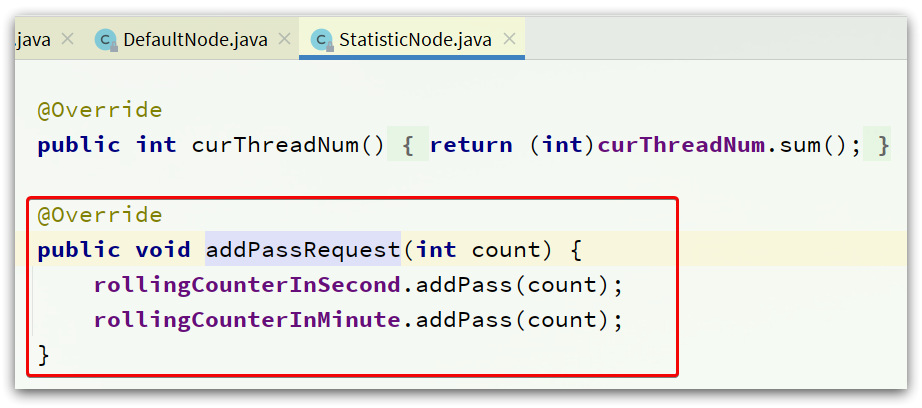 .java × DefaultNode.java × StatisticNode.java ×
@Override
public int curThreadNum() { return (int)curThreadNum.sum(); }
@Override
public void addPassRequest(int count) {
rollingCounterInSecond.addPass(count);
rollingCounterInMinute.addPass(count);
}